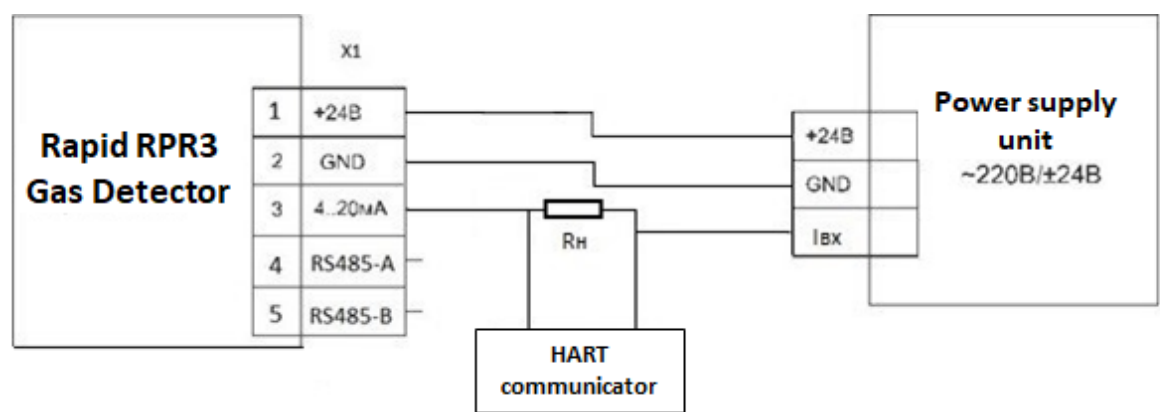 X1
Rapid RPR3
Gas Detector
1 +24В
2 GND
3 4..20мА
4 RS485-A
5 RS485-B
Rн
HART
communicator
+24В
GND
Iвх
Power supply
unit
~220В/±24В